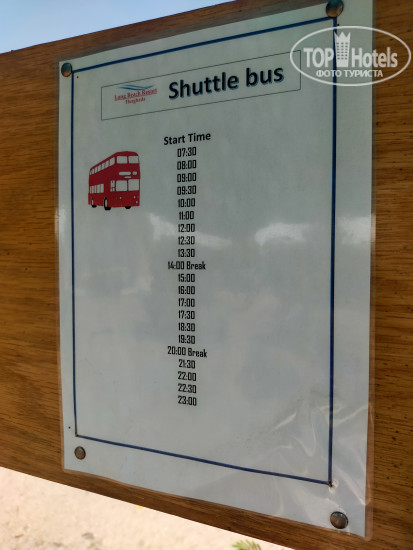 TOPHotels
ФОТО ТУРИСТА
Shuttle bus
Long Beach Resort
Hurghada
Start Time
07:30
08:00
09:00
09:30
10:00
11:00
12:00
12:30
13:30
14:00 Break
15:00
16:00
17:00
17:30
18:30
19:30
20:00 Break
21:30
22:00
22:30
23:00